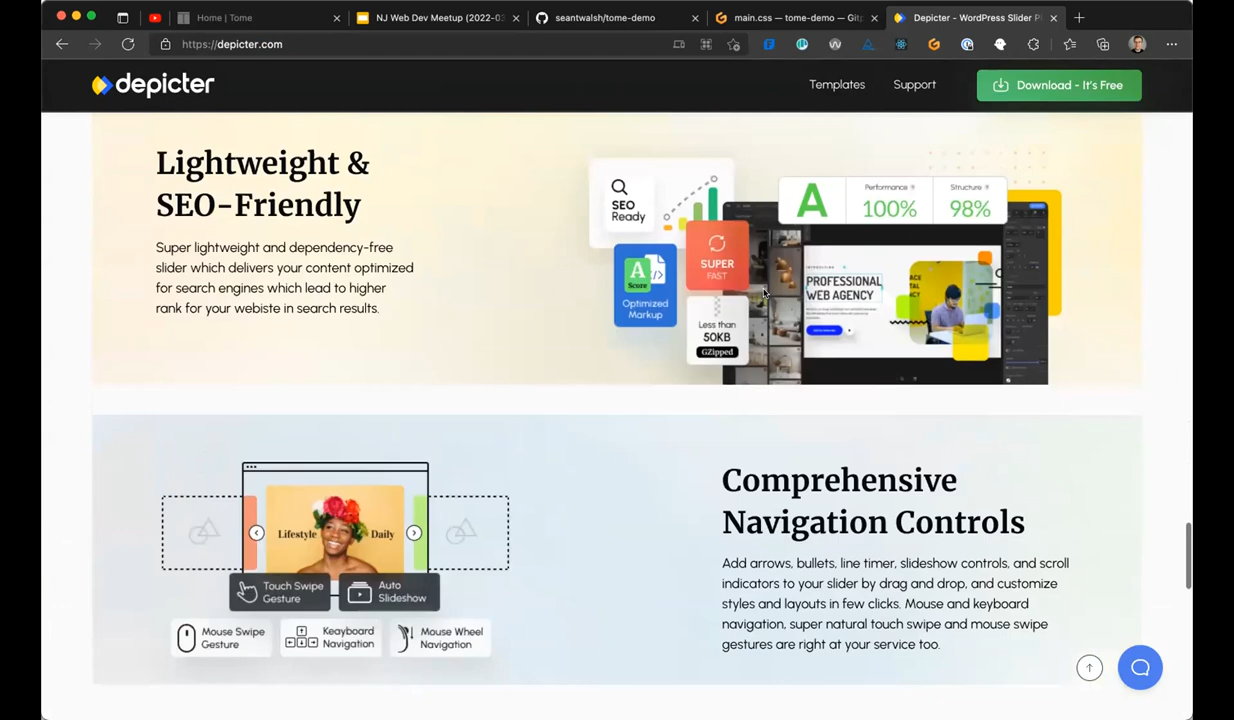 Home | Tome
NJ Web Dev Meetup (2022-03
seantwalsh/tome-demo
main.css — tome-demo — Gitp
Depicter - WordPress Slider Pl
https://depicter.com
depicter
Templates
Support
Download - It's Free
Lightweight &
SEO-Friendly
Super lightweight and dependency-free
slider which delivers your content optimized
for search engines which lead to higher
rank for your webiste in search results.
SEO
Ready
A
Performance
100%
Structure
98%
SUPER
FAST
A
Score
Optimized
Markup
Less than
50KB
GZipped
PROFESSIONAL
WEB AGENCY
Lifestyle
Daily
Touch Swipe
Gesture
Auto
Slideshow
Mouse Swipe
Gesture
Keayboard
Navigation
Mouse Wheel
Navigation
Comprehensive
Navigation Controls
Add arrows, bullets, line timer, slideshow controls, and scroll
indicators to your slider by drag and drop, and customize
styles and layouts in few clicks. Mouse and keyboard
navigation, super natural touch swipe and mouse swipe
gestures are right at your service too.